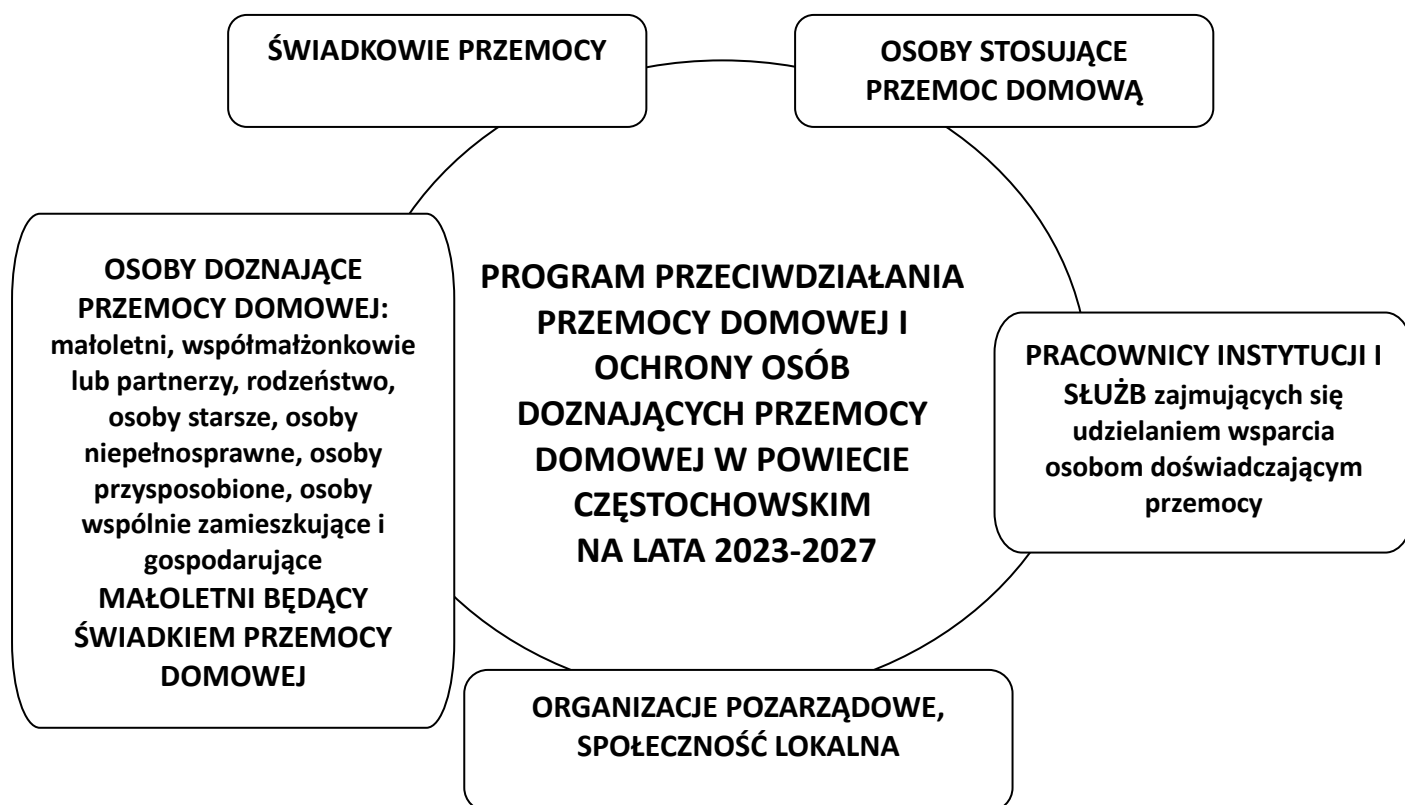 ŚWIADKOWIE PRZEMOCY
OSOBY STOSUJĄCE
PRZEMOC DOMOWĄ
OSOBY DOZNAJĄCE
PRZEMOCY DOMOWEJ:
małoletni, współmałżonkowie
lub partnerzy, rodzeństwo,
osoby starsze, osoby
niepełnosprawne, osoby
przysposobione, osoby
wspólnie zamieszkujące i
gospodarujące
MAŁOLETNI BĘDĄCY
ŚWIADKIEM PRZEMOCY
DOMOWEJ
PROGRAM PRZECIWDZIAŁANIA
PRZEMOCY DOMOWEJ I
OCHRONY OSÓB
DOZNAJĄCYCH PRZEMOCY
DOMOWEJ W POWIECIE
CZĘSTOCHOWSKIM
NA LATA 2023-2027
PRACOWNICY INSTYTUCJI I
SŁUŻB zajmujących się
udzielaniem wsparcia
osobom doświadczającym
przemocy
ORGANIZACJE POZARZĄDOWE,
SPOŁECZNOŚĆ LOKALNA